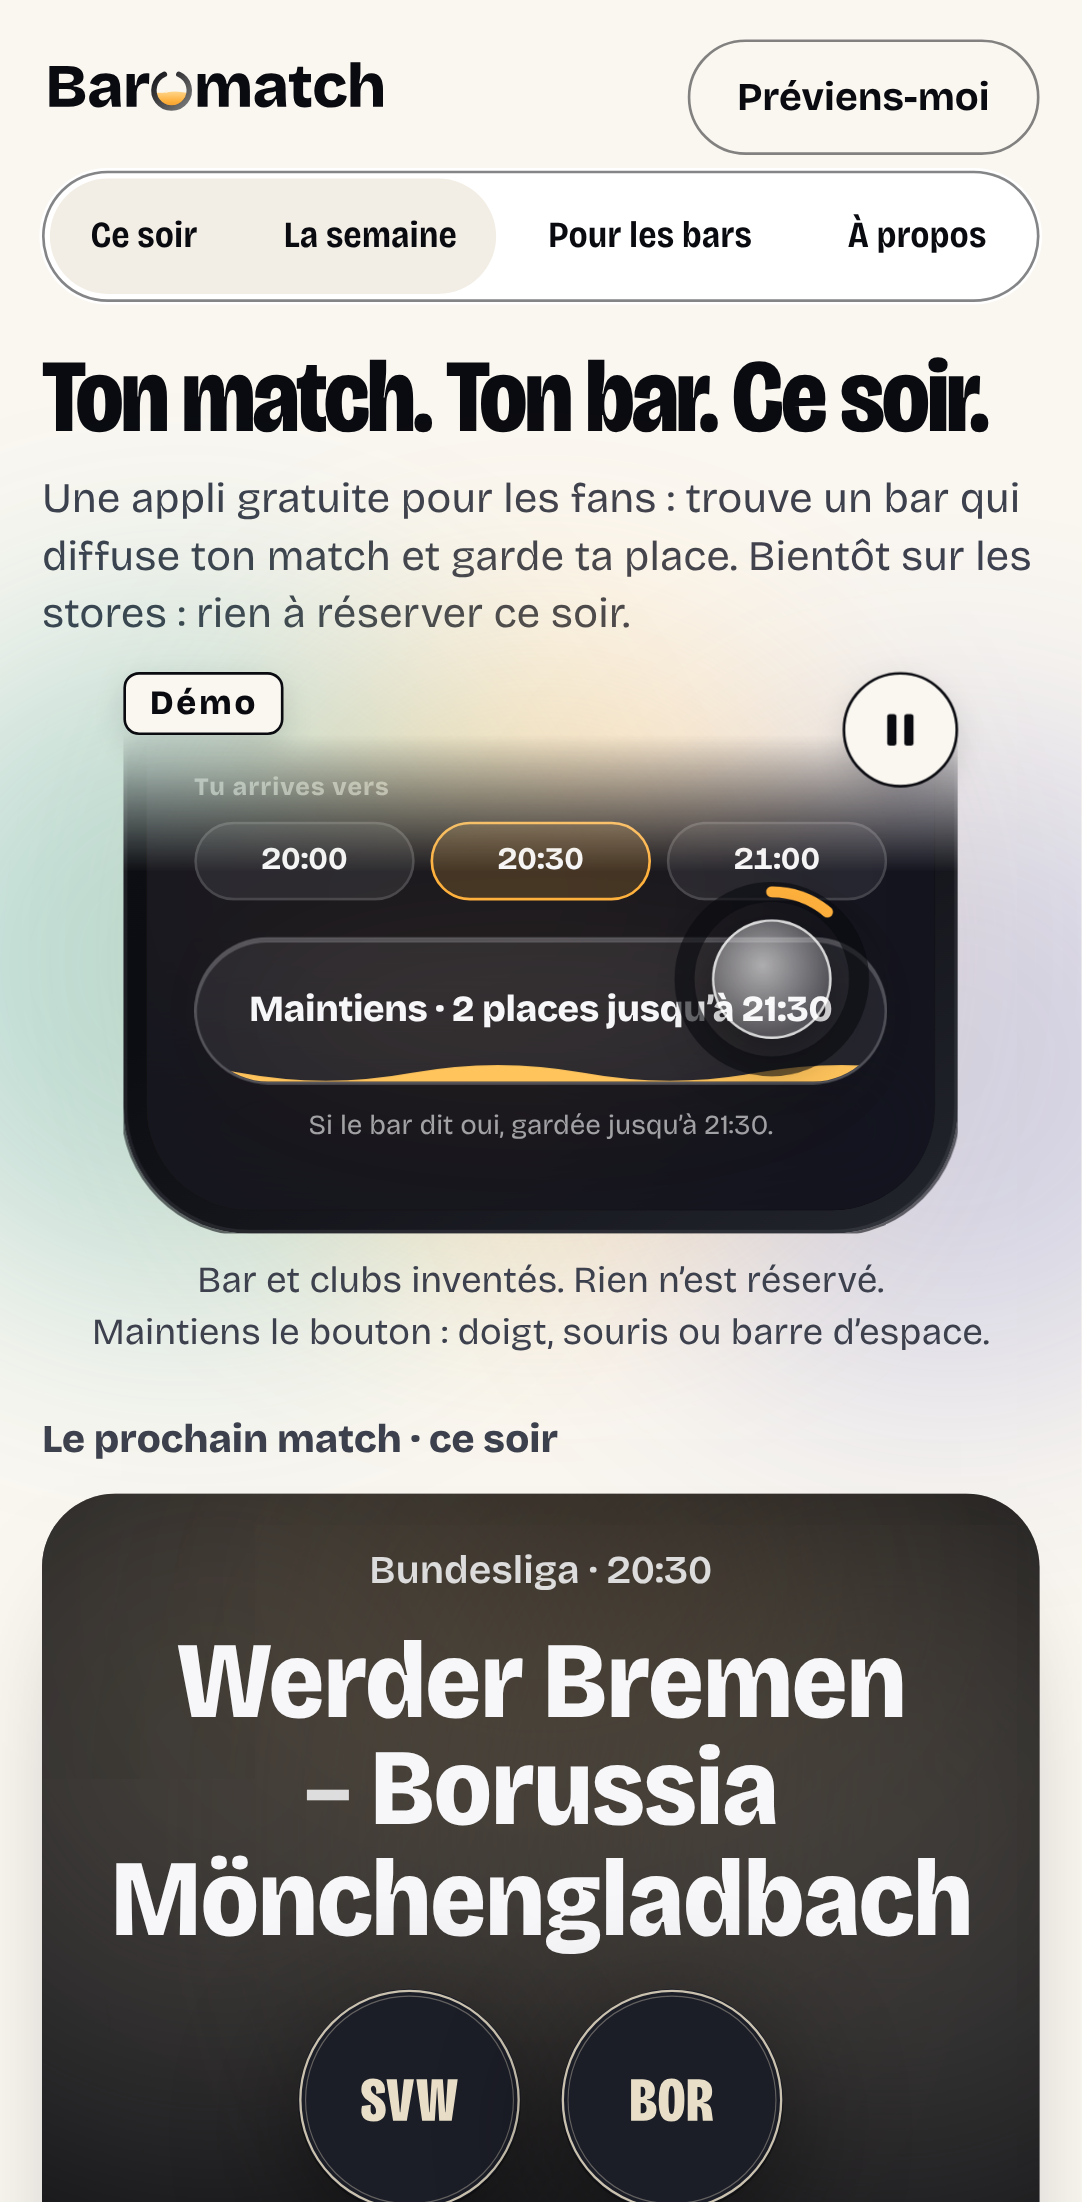 Baromatch
Préviens-moi
Ce soir
La semaine
Pour les bars
À propos
Ton match. Ton bar. Ce soir.
Une appli gratuite pour les fans : trouve un bar qui
diffuse ton match et garde ta place. Bientôt sur les
stores : rien à réserver ce soir.
Démo
Tu arrives vers
20:00
20:30
21:00
Maintiens · 2 places jusqu’à 21:30
Si le bar dit oui, gardée jusqu’à 21:30.
Bar et clubs inventés. Rien n’est réservé.
Maintiens le bouton : doigt, souris ou barre d’espace.
Le prochain match · ce soir
Bundesliga · 20:30
Werder Bremen
– Borussia
Mönchengladbach
SVW
BOR